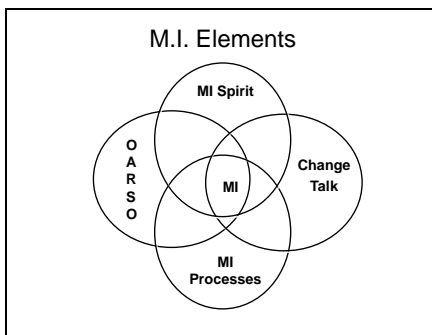 M.I. Elements
MI Spirit
O
A
R
S
O
Change
Talk
MI
MI
Processes